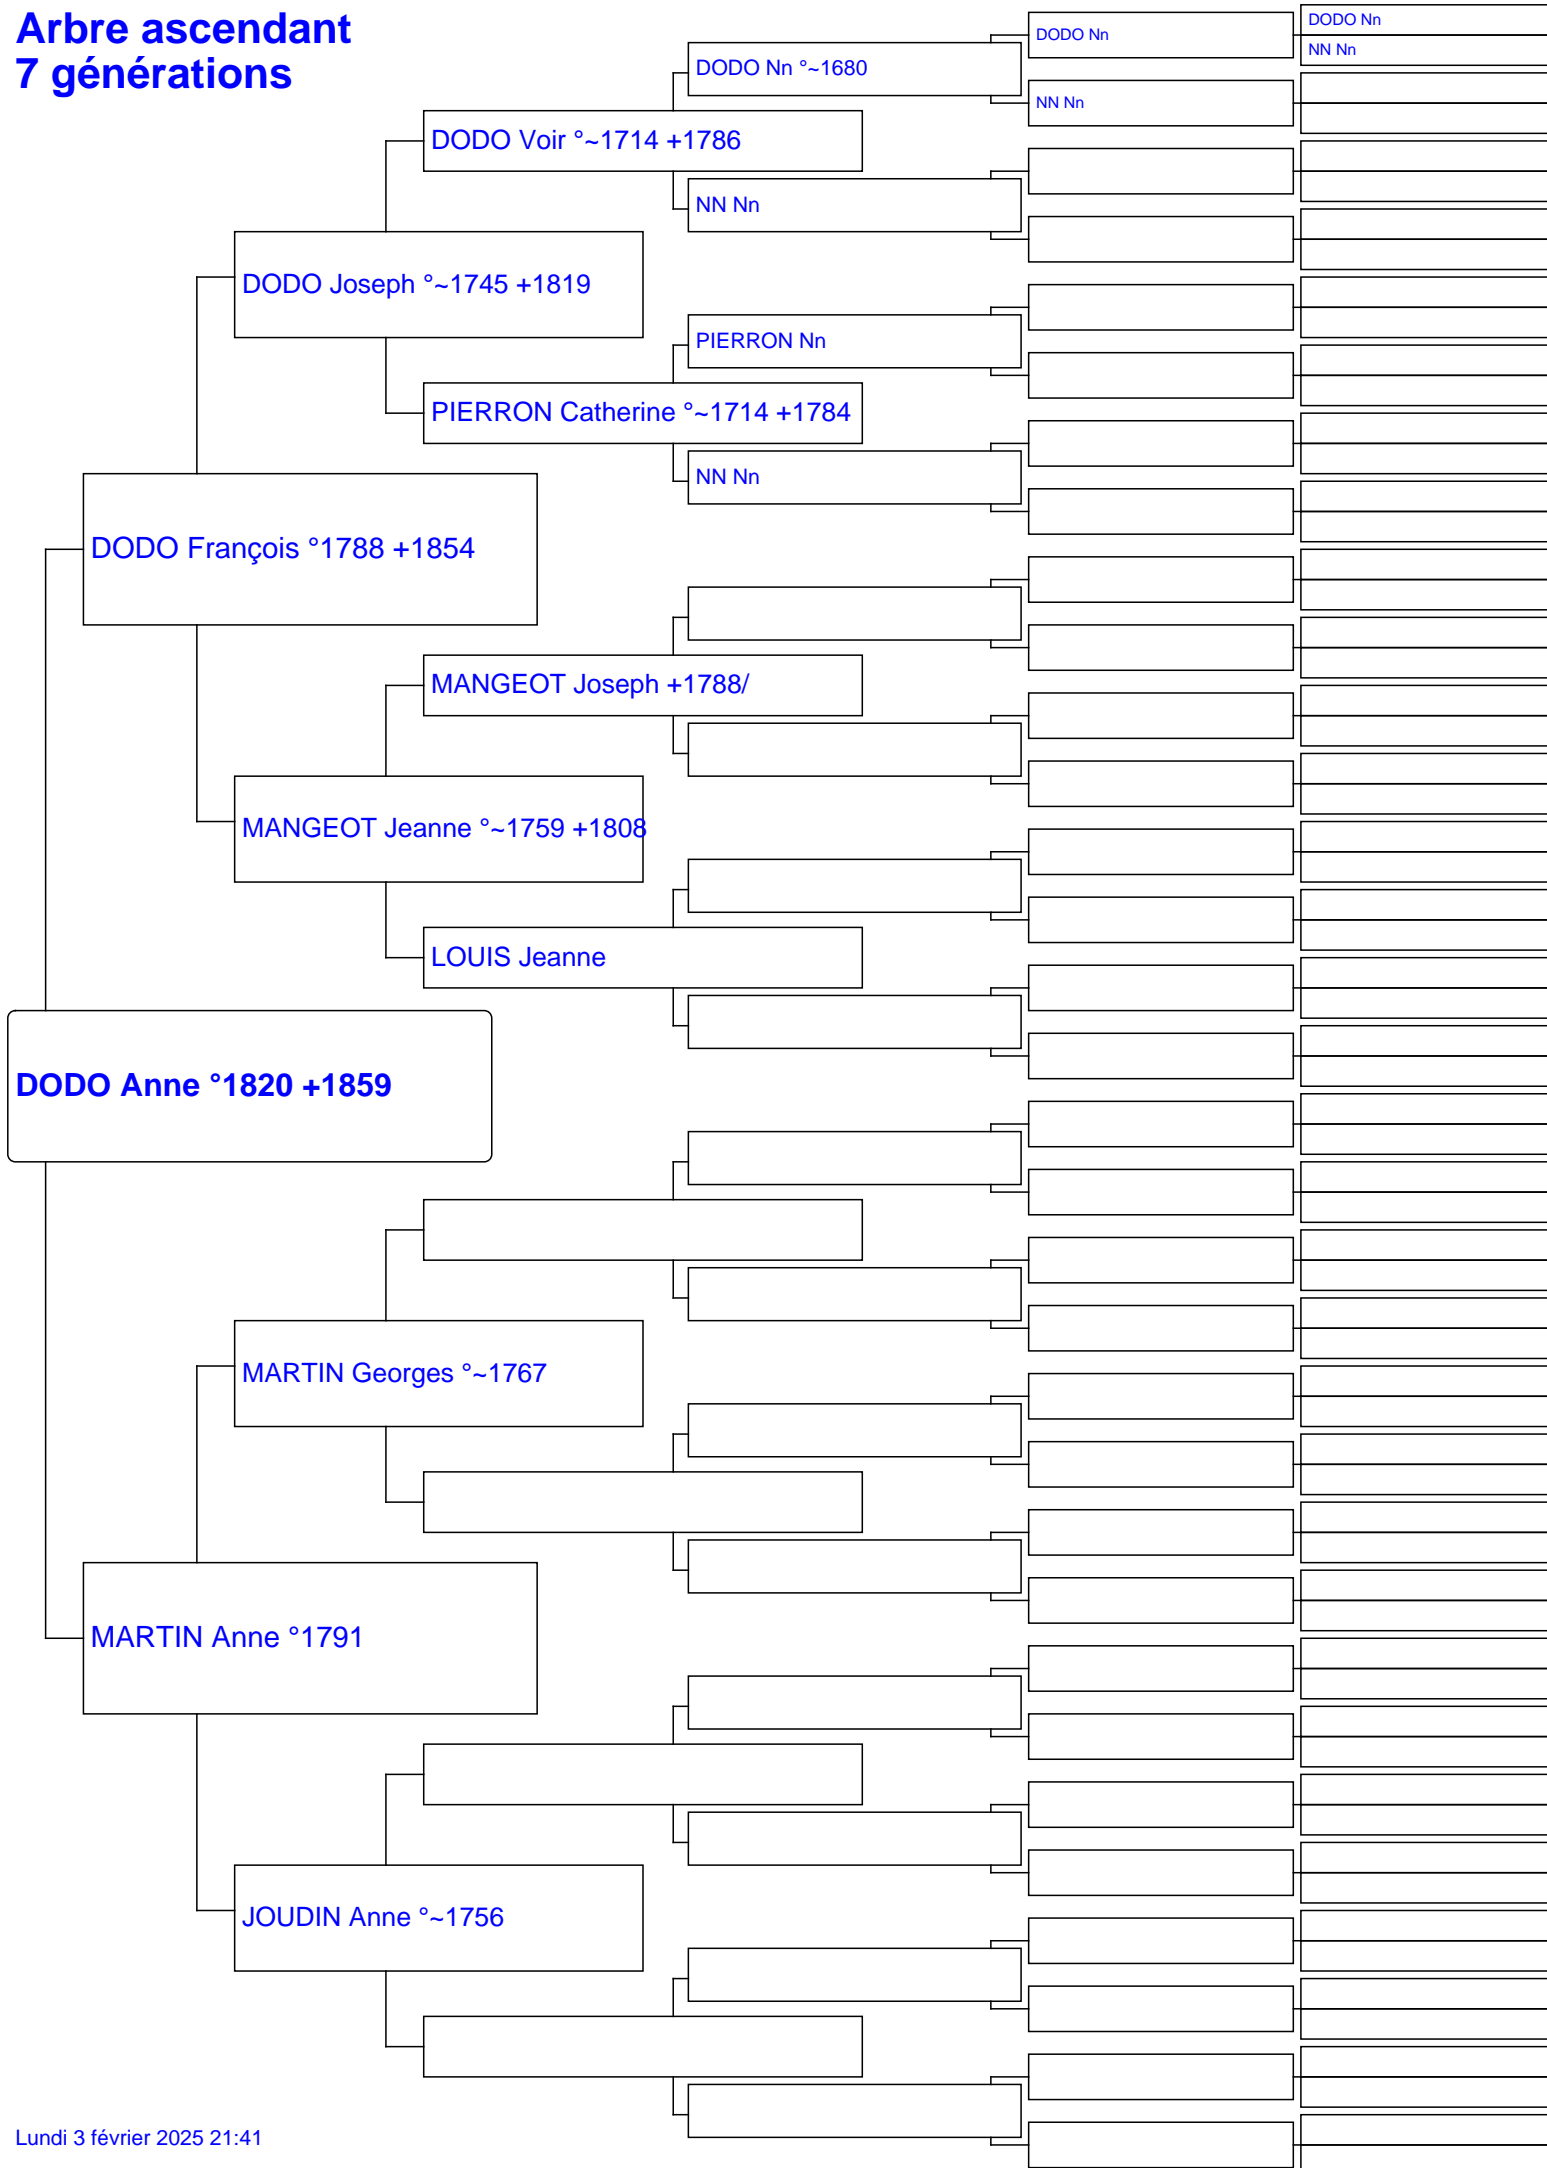 Arbre ascendant
7 générations
DODO Nn
NN Nn
DODO Nn
DODO Nn °~1680
NN Nn
DODO Voir °~1714 +1786
NN Nn
DODO Joseph °~1745 +1819
PIERRON Nn
PIERRON Catherine °~1714 +1784
NN Nn
DODO François °1788 +1854
MANGEOT Joseph +1788/
MANGEOT Jeanne °~1759 +1808
LOUIS Jeanne
DODO Anne °1820 +1859
MARTIN Georges °~1767
MARTIN Anne °1791
JOUDIN Anne °~1756
Lundi 3 février 2025 21:41